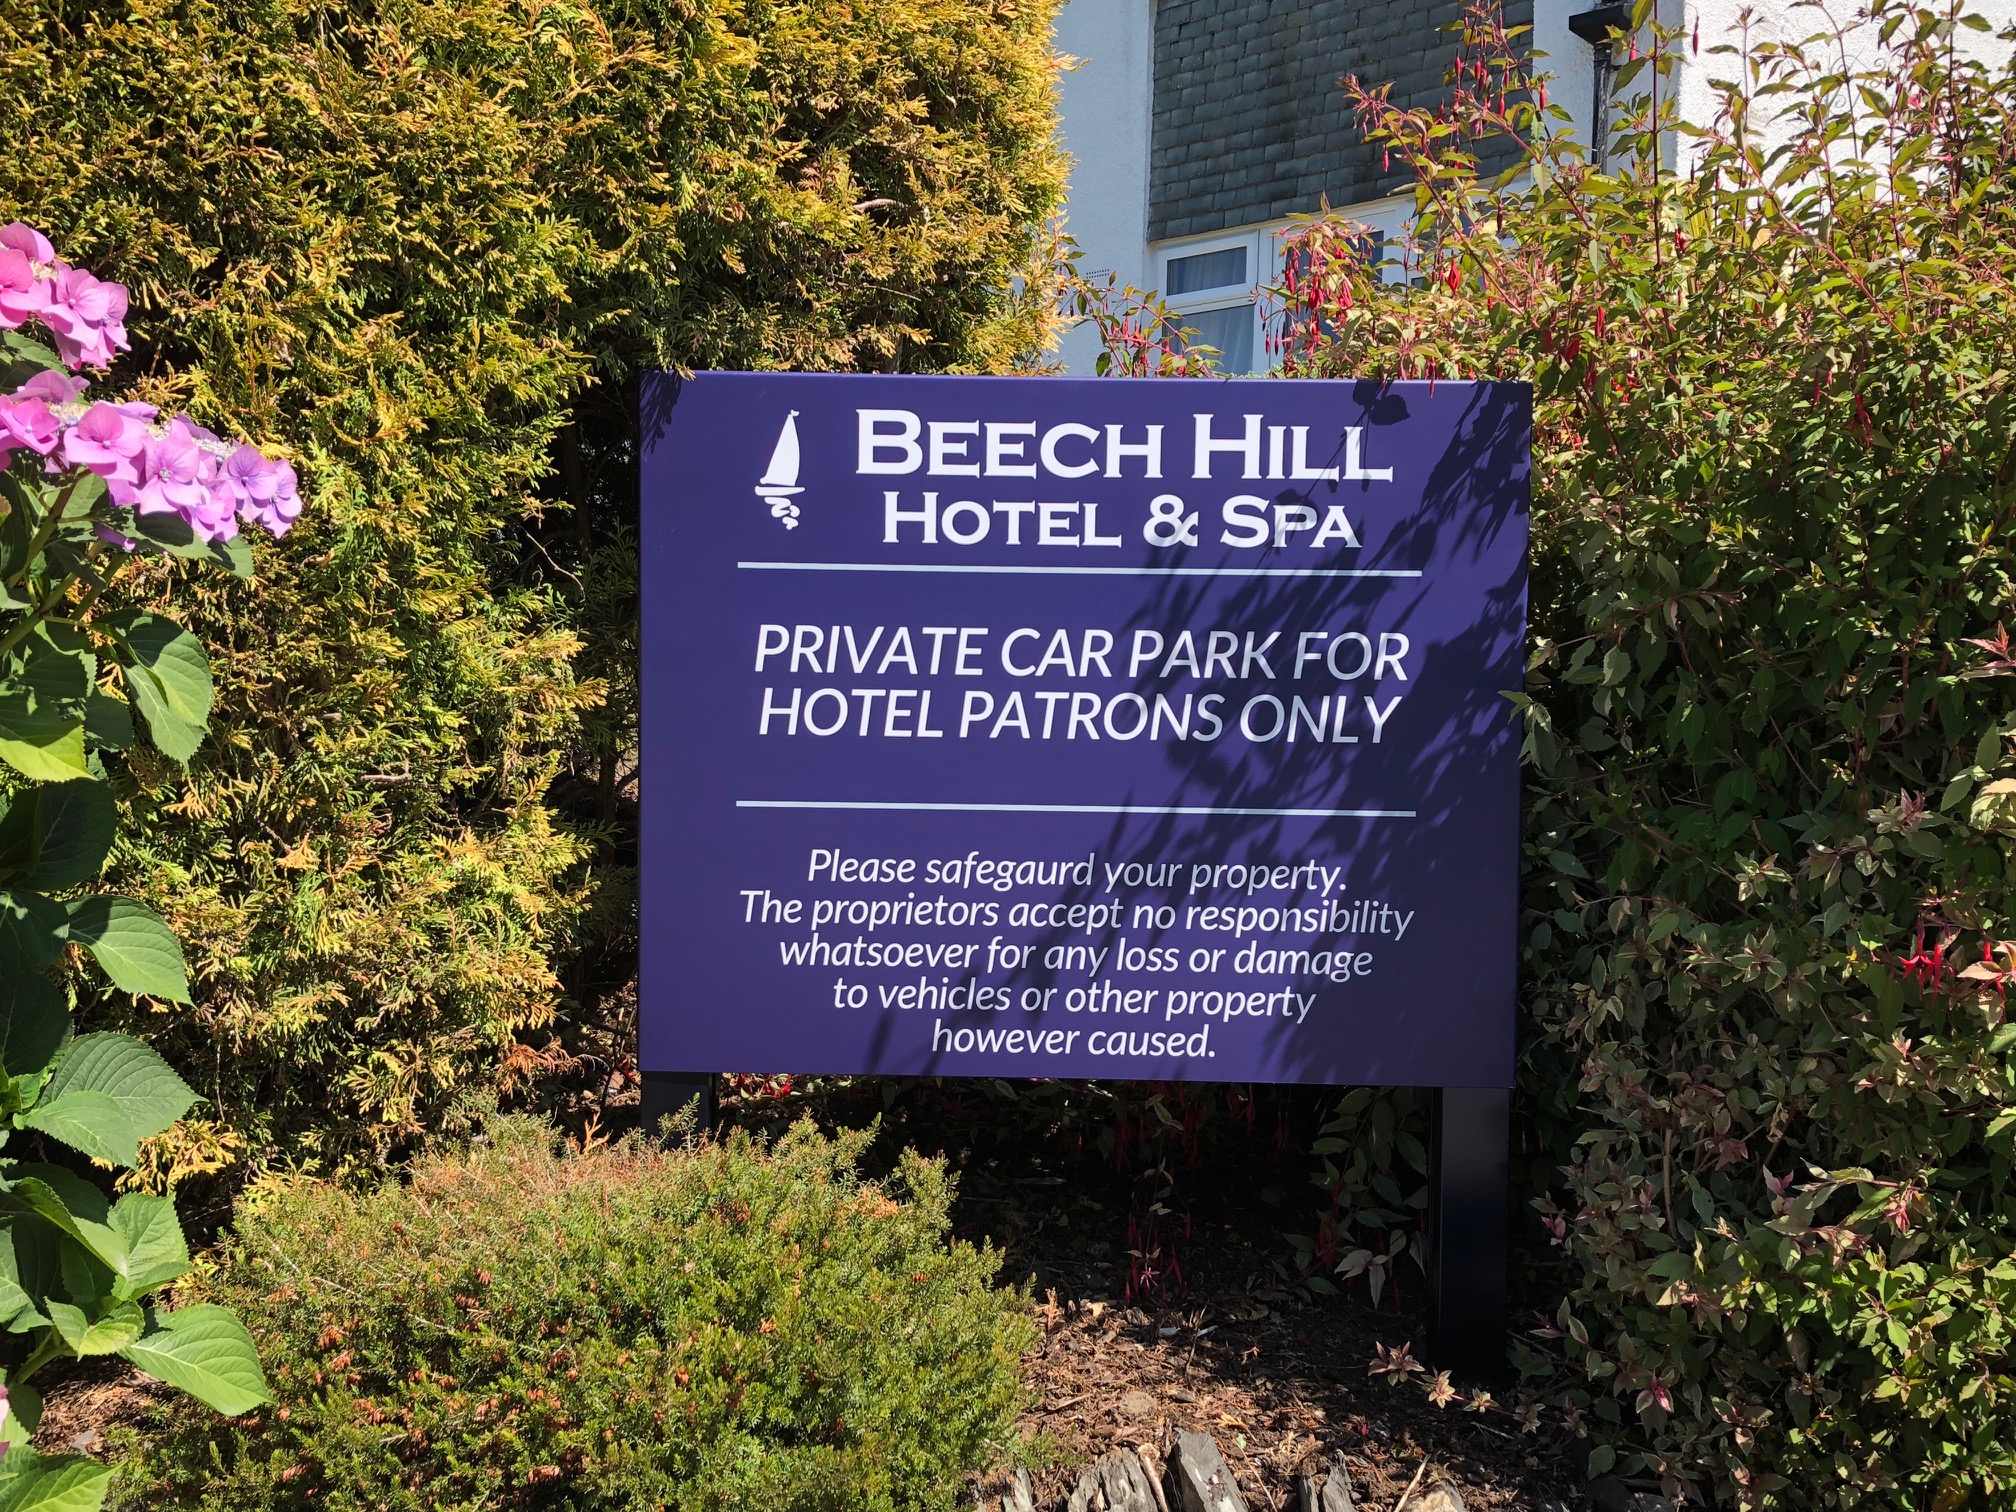 BEECH HILL
HOTEL & SPA
PRIVATE CAR PARK FOR
HOTEL PATRONS ONLY
Please safegaurd your property.
The proprietors accept no responsibility
whatsoever for any loss or damage
to vehicles or other property
however caused.